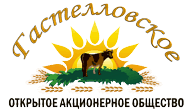 Гастелловское
ОТКРЫТОЕ АКЦИОНЕРНОЕ ОБЩЕСТВО